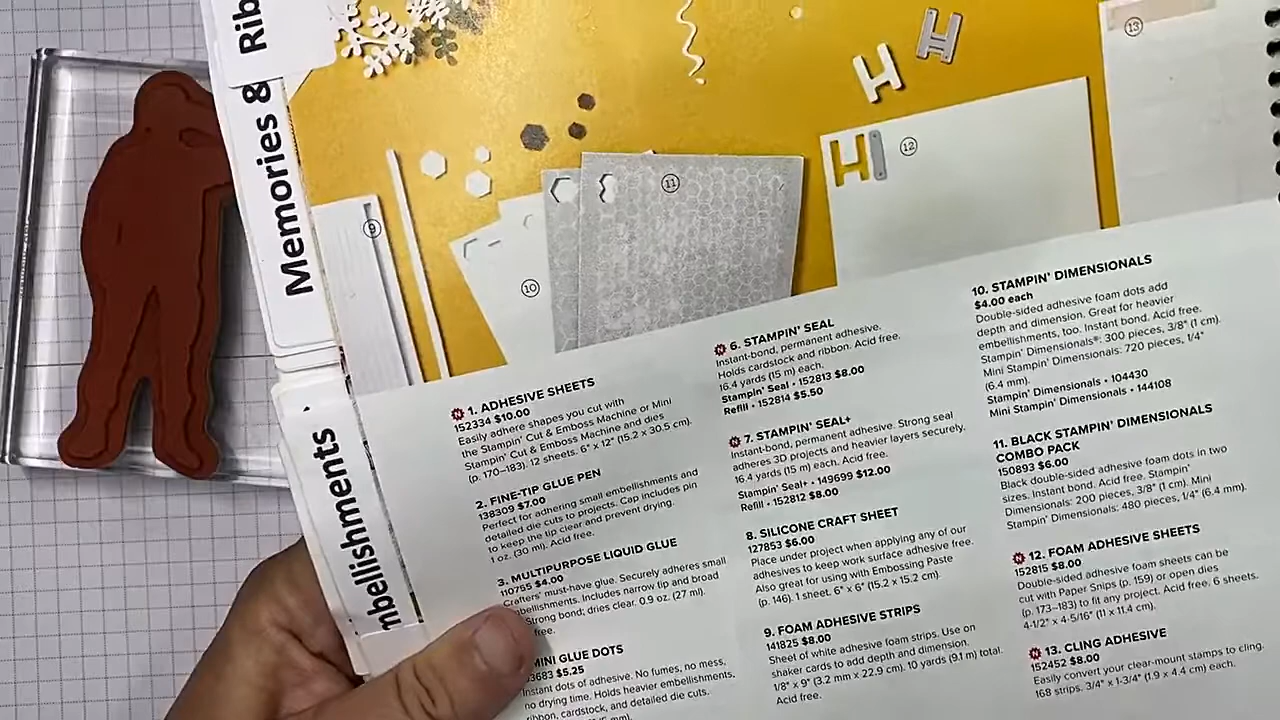 Memories & Rib
mbellishments
13
H
H
HI
12
11
9
10
1. ADHESIVE SHEETS
152334 $10.00
Easily adhere shapes you cut with
the Stampin' Cut & Emboss Machine or Mini
Stampin' Cut & Emboss Machine and dies
(p. 170–183). 12 sheets. 6" x 12" (15.2 x 30.5 cm).
2. FINE-TIP GLUE PEN
138309 $7.00
Perfect for adhering small embellishments and
detailed die cuts to projects. Cap includes pin
to keep the tip clear and prevent drying.
1 oz. (30 ml). Acid free.
3. MULTIPURPOSE LIQUID GLUE
110755 $4.00
Crafters' must-have glue. Securely adheres small
embellishments. Includes narrow tip and broad
Strong bond; dries clear. 0.9 oz. (27 ml).
free.
MINI GLUE DOTS
3683 $5.25
Instant dots of adhesive. No fumes, no mess,
no drying time. Holds heavier embellishments,
ribbon, cardstock, and detailed die cuts.
6. STAMPIN' SEAL
Instant-bond, permanent adhesive.
Holds cardstock and ribbon. Acid free.
16.4 yards (15 m) each.
Stampin' Seal • 152813 $8.00
Refill • 152814 $5.50
7. STAMPIN' SEAL+
Instant-bond, permanent adhesive. Strong seal
adheres 3D projects and heavier layers securely.
16.4 yards (15 m) each. Acid free.
Stampin' Seal+ • 149699 $12.00
Refill • 152812 $8.00
8. SILICONE CRAFT SHEET
127853 $6.00
Place under project when applying any of our
adhesives to keep work surface adhesive free.
Also great for using with Embossing Paste
(p. 146). 1 sheet. 6" x 6" (15.2 x 15.2 cm).
9. FOAM ADHESIVE STRIPS
141825 $8.00
Sheet of white adhesive foam strips. Use on
shaker cards to add depth and dimension.
1/8" x 9" (3.2 mm x 22.9 cm). 10 yards (9.1 m) total.
Acid free.
10. STAMPIN' DIMENSIONALS
$4.00 each
Double-sided adhesive foam dots add
depth and dimension. Great for heavier
embellishments, too. Instant bond. Acid free.
Stampin' Dimensionals®: 300 pieces, 3/8" (1 cm).
Mini Stampin' Dimensionals: 720 pieces, 1/4"
(6.4 mm).
Stampin' Dimensionals • 104430
Mini Stampin' Dimensionals • 144108
11. BLACK STAMPIN' DIMENSIONALS
COMBO PACK
150893 $6.00
Black double-sided adhesive foam dots in two
sizes. Instant bond. Acid free. Stampin'
Dimensionals: 200 pieces, 3/8" (1 cm). Mini
Stampin' Dimensionals: 480 pieces, 1/4" (6.4 mm).
12. FOAM ADHESIVE SHEETS
152815 $8.00
Double-sided adhesive foam sheets can be
cut with Paper Snips (p. 159) or open dies
(p. 173–183) to fit any project. Acid free. 6 sheets.
4-1/2" x 4-5/16" (11 x 11.4 cm).
13. CLING ADHESIVE
152452 $8.00
Easily convert your clear-mount stamps to cling.
168 strips. 3/4" x 1-3/4" (1.9 x 4.4 cm) each.